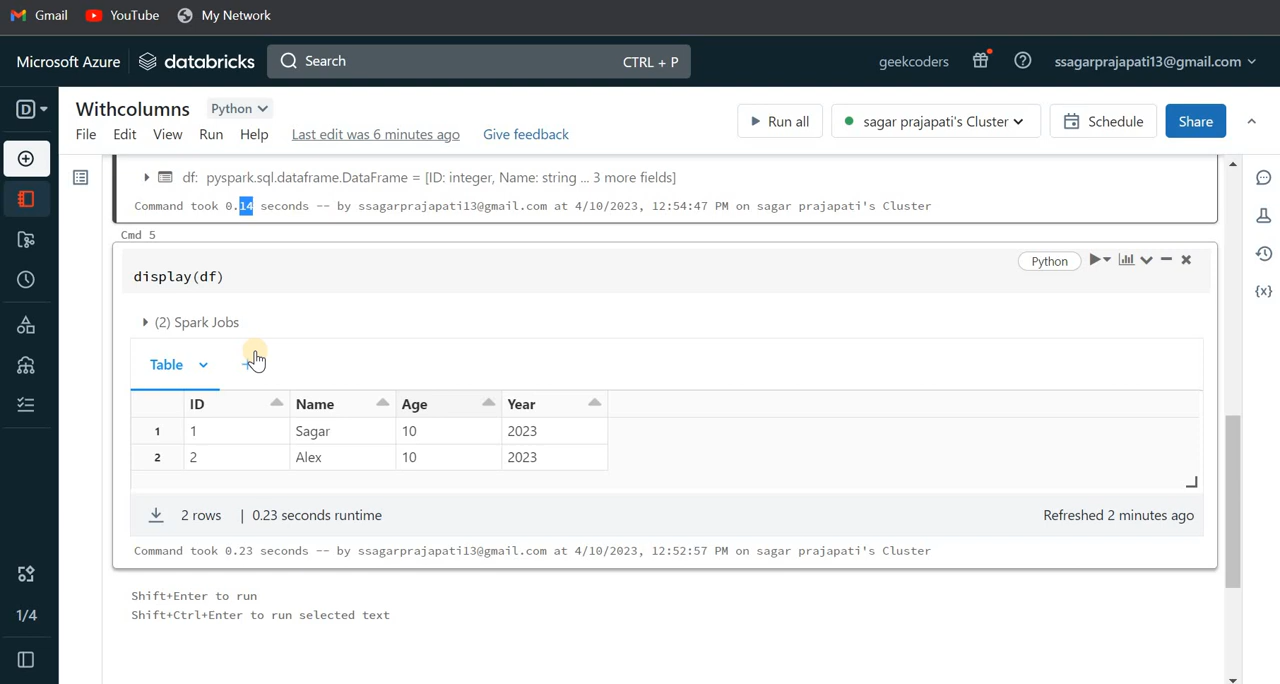 Gmail YouTube My Network
Microsoft Azure databricks Search CTRL + P geekcoders ssagarprajapati13@gmail.com
D
Withcolumns Python
File Edit View Run Help Last edit was 6 minutes ago Give feedback
Run all sagar prajapati's Cluster Schedule Share
df: pyspark.sql.dataframe.DataFrame = [ID: integer, Name: string ... 3 more fields]
Command took 0.14 seconds -- by ssagarprajapati13@gmail.com at 4/10/2023, 12:54:47 PM on sagar prajapati's Cluster
Cmd 5
Python
display(df)
(2) Spark Jobs
Table +
ID Name Age Year
1 1 Sagar 10 2023
2 2 Alex 10 2023
2 rows | 0.23 seconds runtime Refreshed 2 minutes ago
Command took 0.23 seconds -- by ssagarprajapati13@gmail.com at 4/10/2023, 12:52:57 PM on sagar prajapati's Cluster
Shift+Enter to run
Shift+Ctrl+Enter to run selected text
1/4
{x}